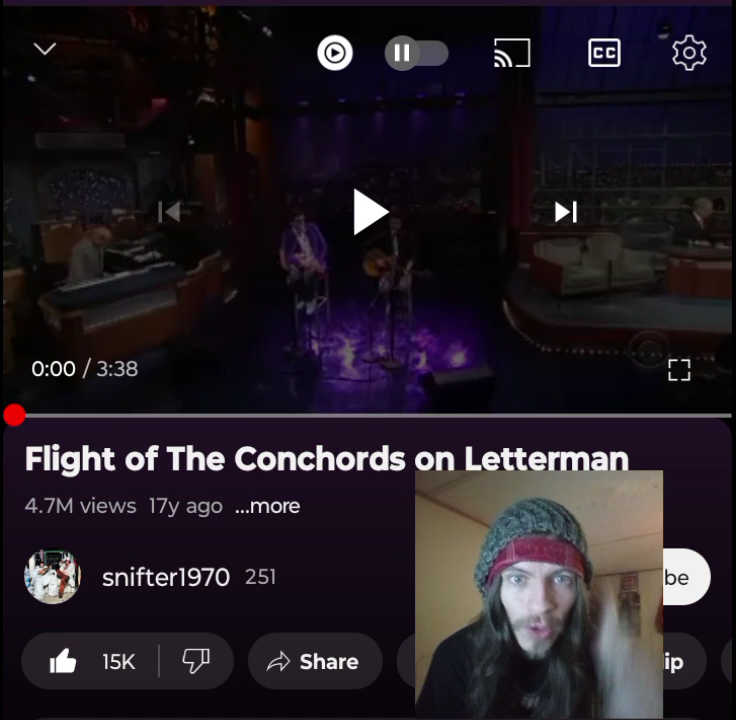 CC
0:00 / 3:38
Flight of The Conchords on Letterman
4.7M views 17y ago ...more
snifter1970 251
be
15K Share ip